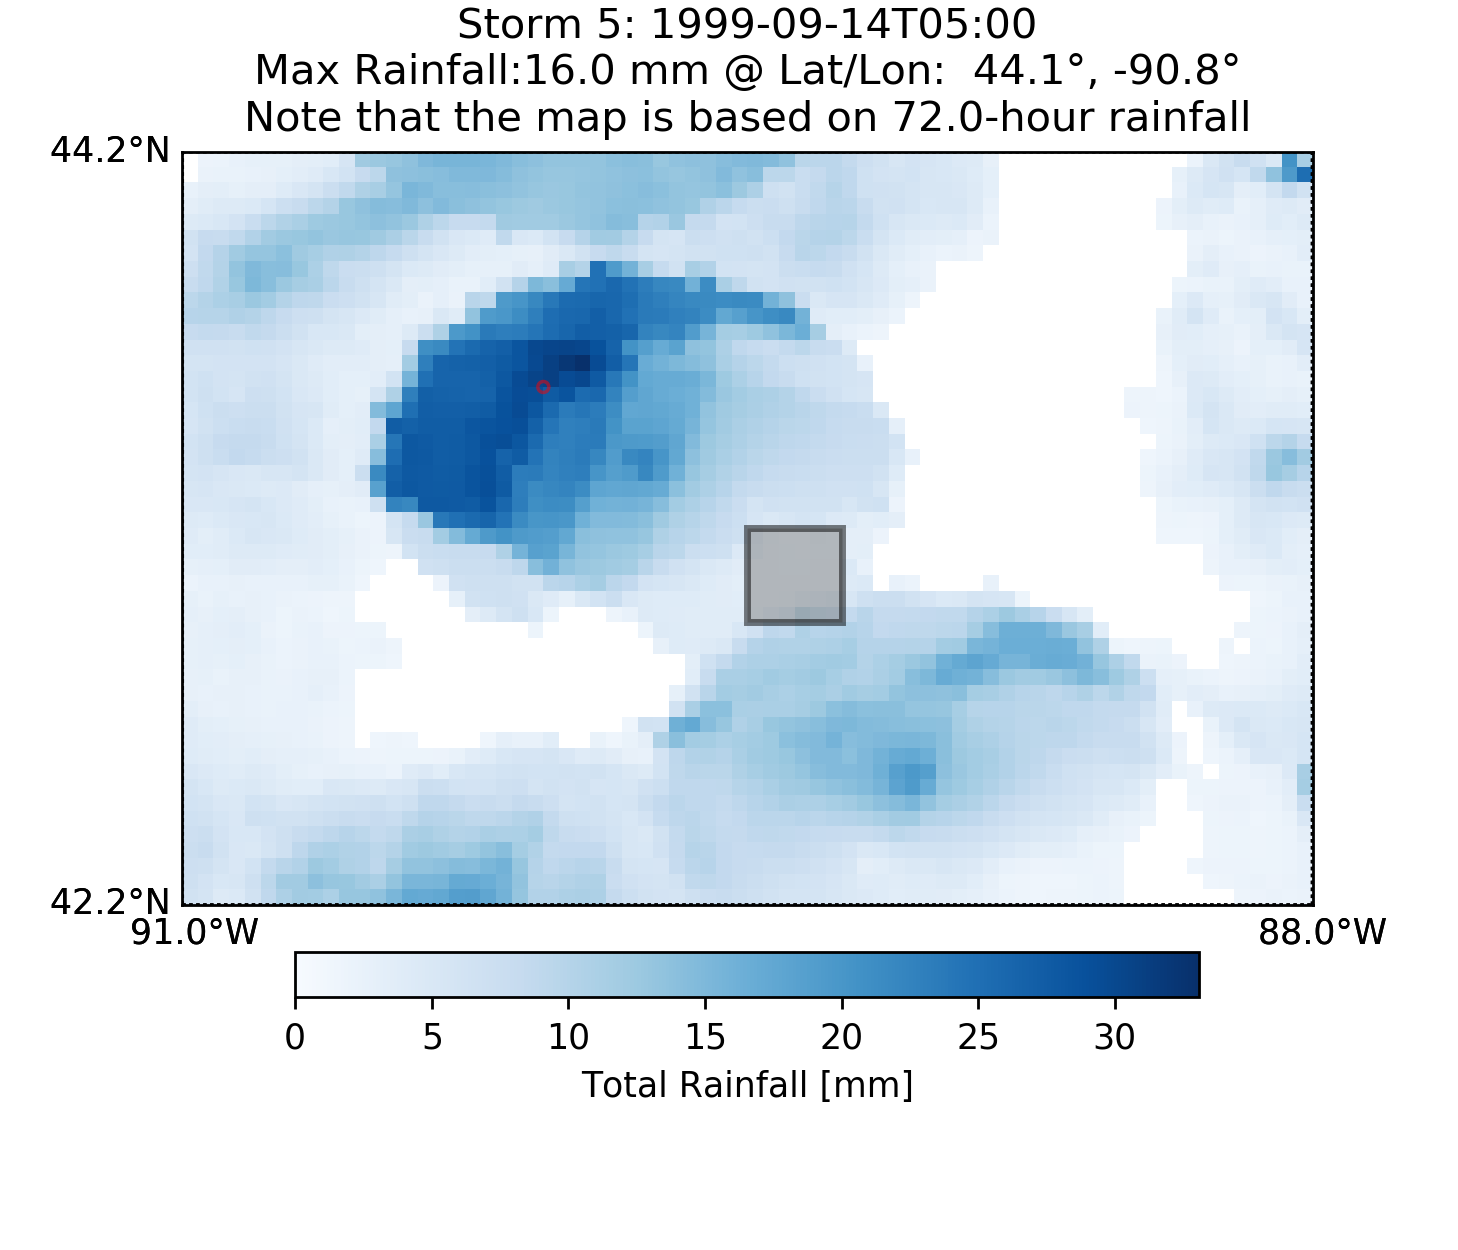 Storm 5: 1999-09-14T05:00
Max Rainfall:16.0 mm @ Lat/Lon:  44.1°, -90.8°
Note that the map is based on 72.0-hour rainfall
44.2°N
42.2°N
91.0°W 88.0°W
0 5 10 15 20 25 30
Total Rainfall [mm]